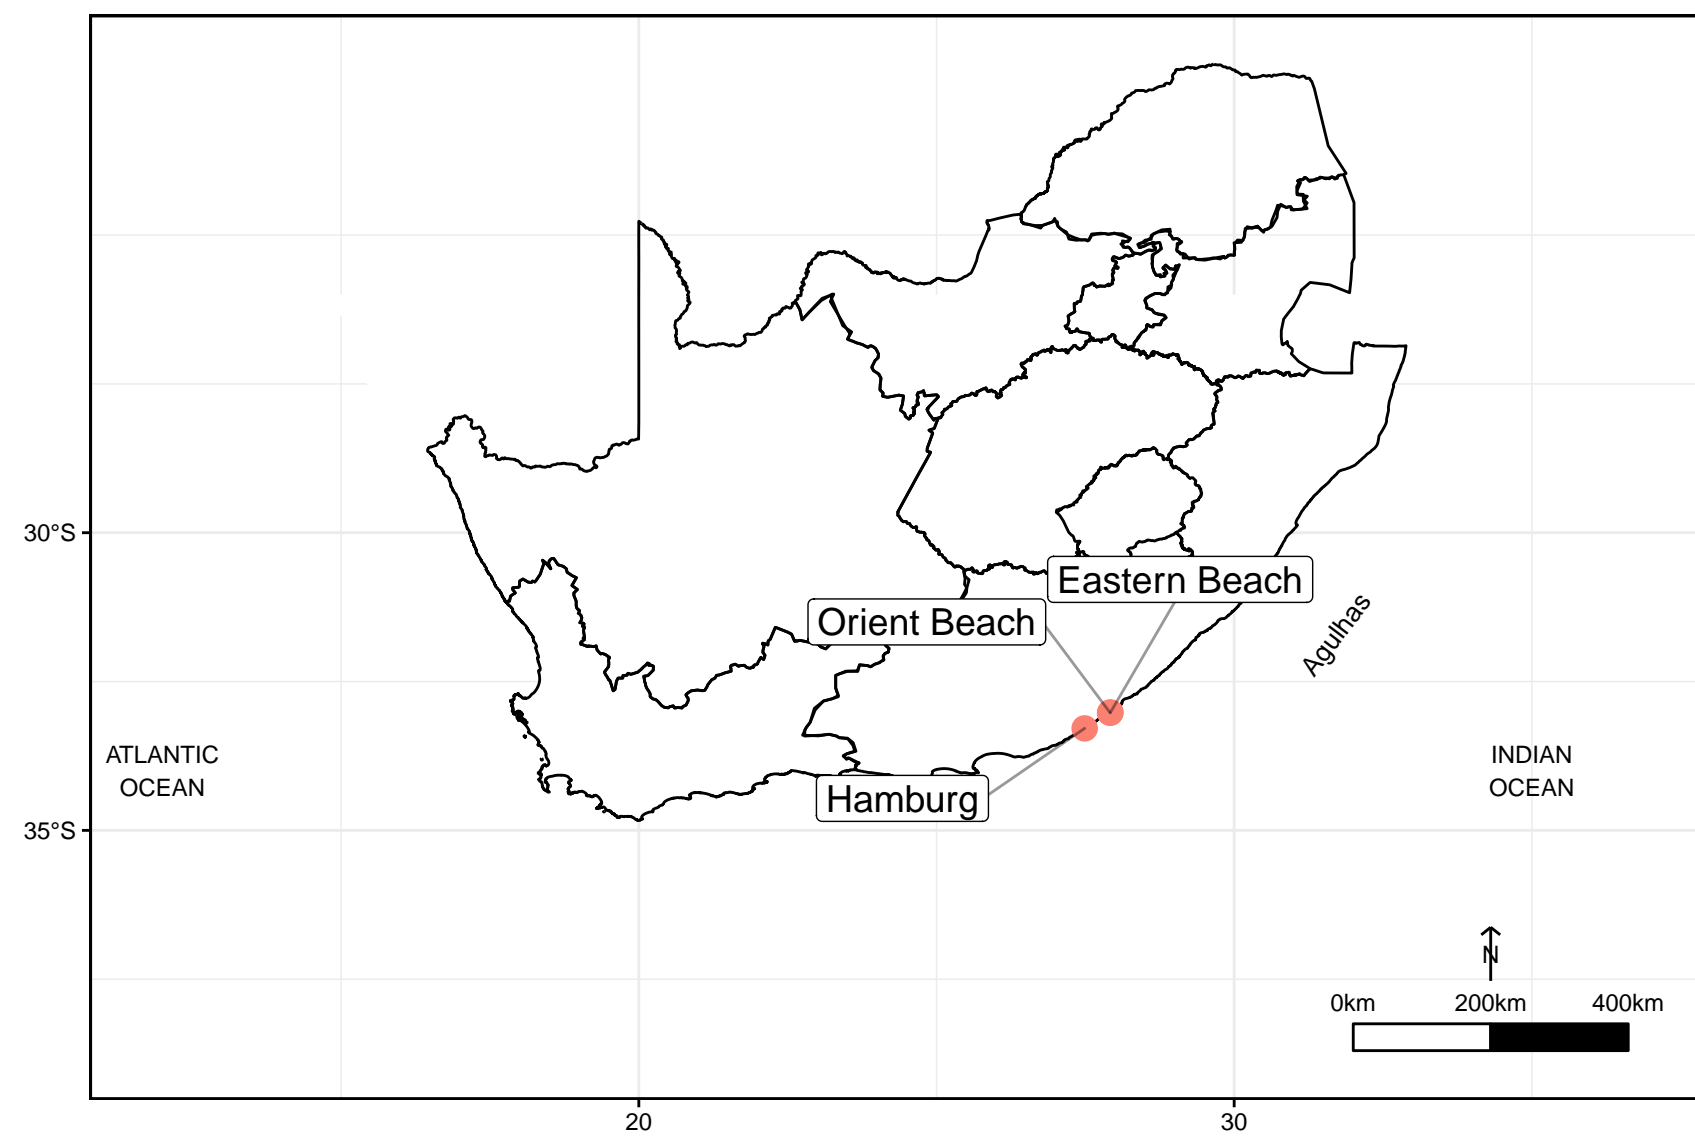 30°S
Eastern Beach
Orient Beach
Agulhas
ATLANTIC
OCEAN
INDIAN
OCEAN
Hamburg
35°S
N
0km 200km 400km
20 30